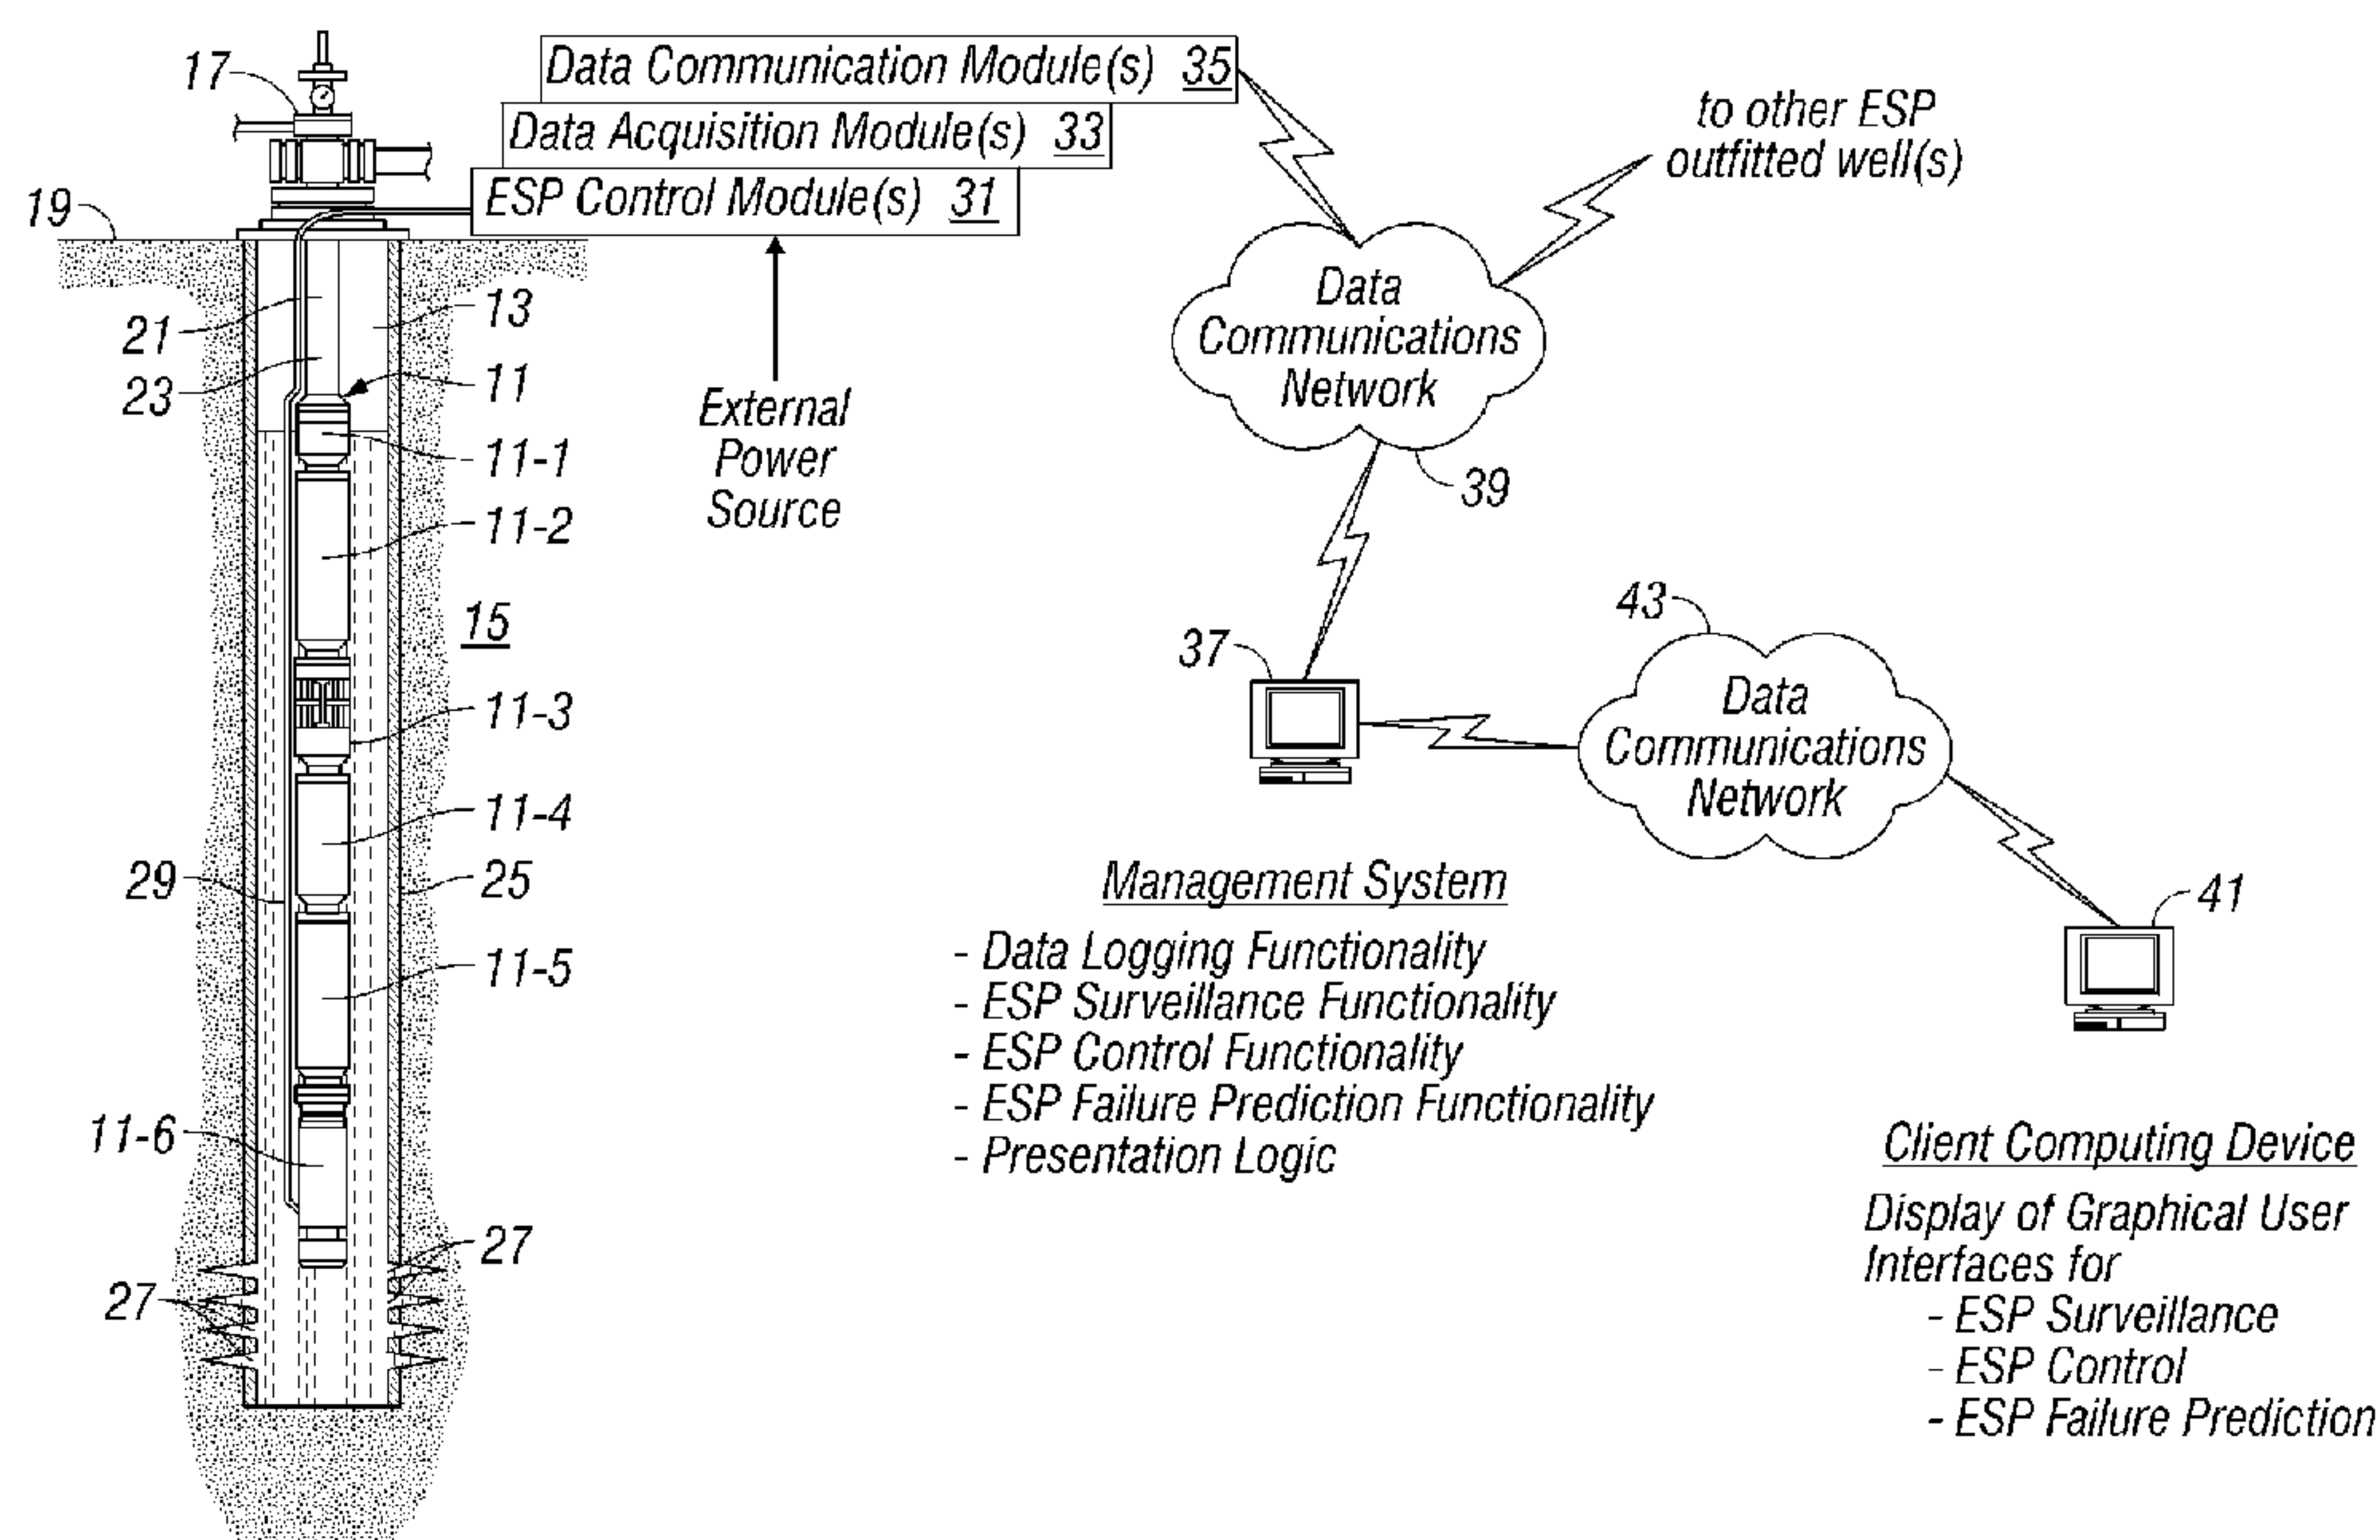 17
Data Communication Module(s) 35
Data Acquisition Module(s) 33
ESP Control Module(s) 31
to other ESP
outfitted well(s)
19
21
13
23
11
11-1
11-2
15
11-3
11-4
29
25
11-5
11-6
27
27
External
Power
Source
Data
Communications
Network
39
37
43
Data
Communications
Network
41
Management System
- Data Logging Functionality
- ESP Surveillance Functionality
- ESP Control Functionality
- ESP Failure Prediction Functionality
- Presentation Logic
Client Computing Device
Display of Graphical User
Interfaces for
- ESP Surveillance
- ESP Control
- ESP Failure Prediction